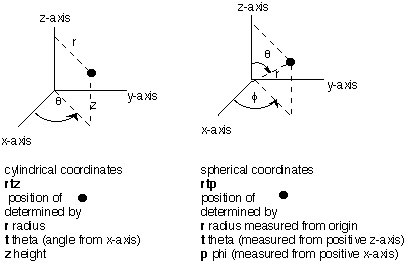 z-axis
r
θ
z
y-axis
x-axis
cylindrical coordinates
rtz
position of
determined by
r radius
t theta (angle from x-axis)
z height
z-axis
θ
r
y-axis
ϕ
x-axis
spherical coordinates
rtp
position of
determined by
r radius measured from origin
t theta (measured from positive z-axis)
p phi (measured from positive x-axis)